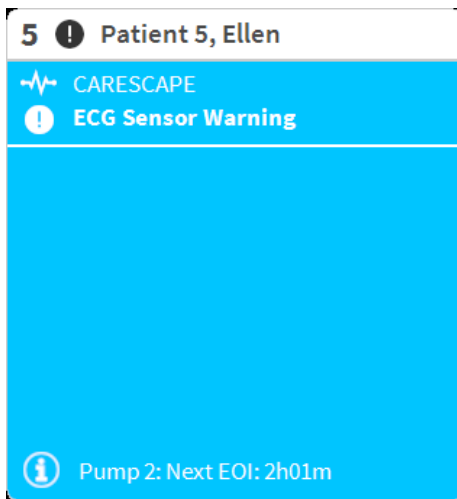 5 ! Patient 5, Ellen
CARESCAPE
! ECG Sensor Warning
i Pump 2: Next EOI: 2h01m